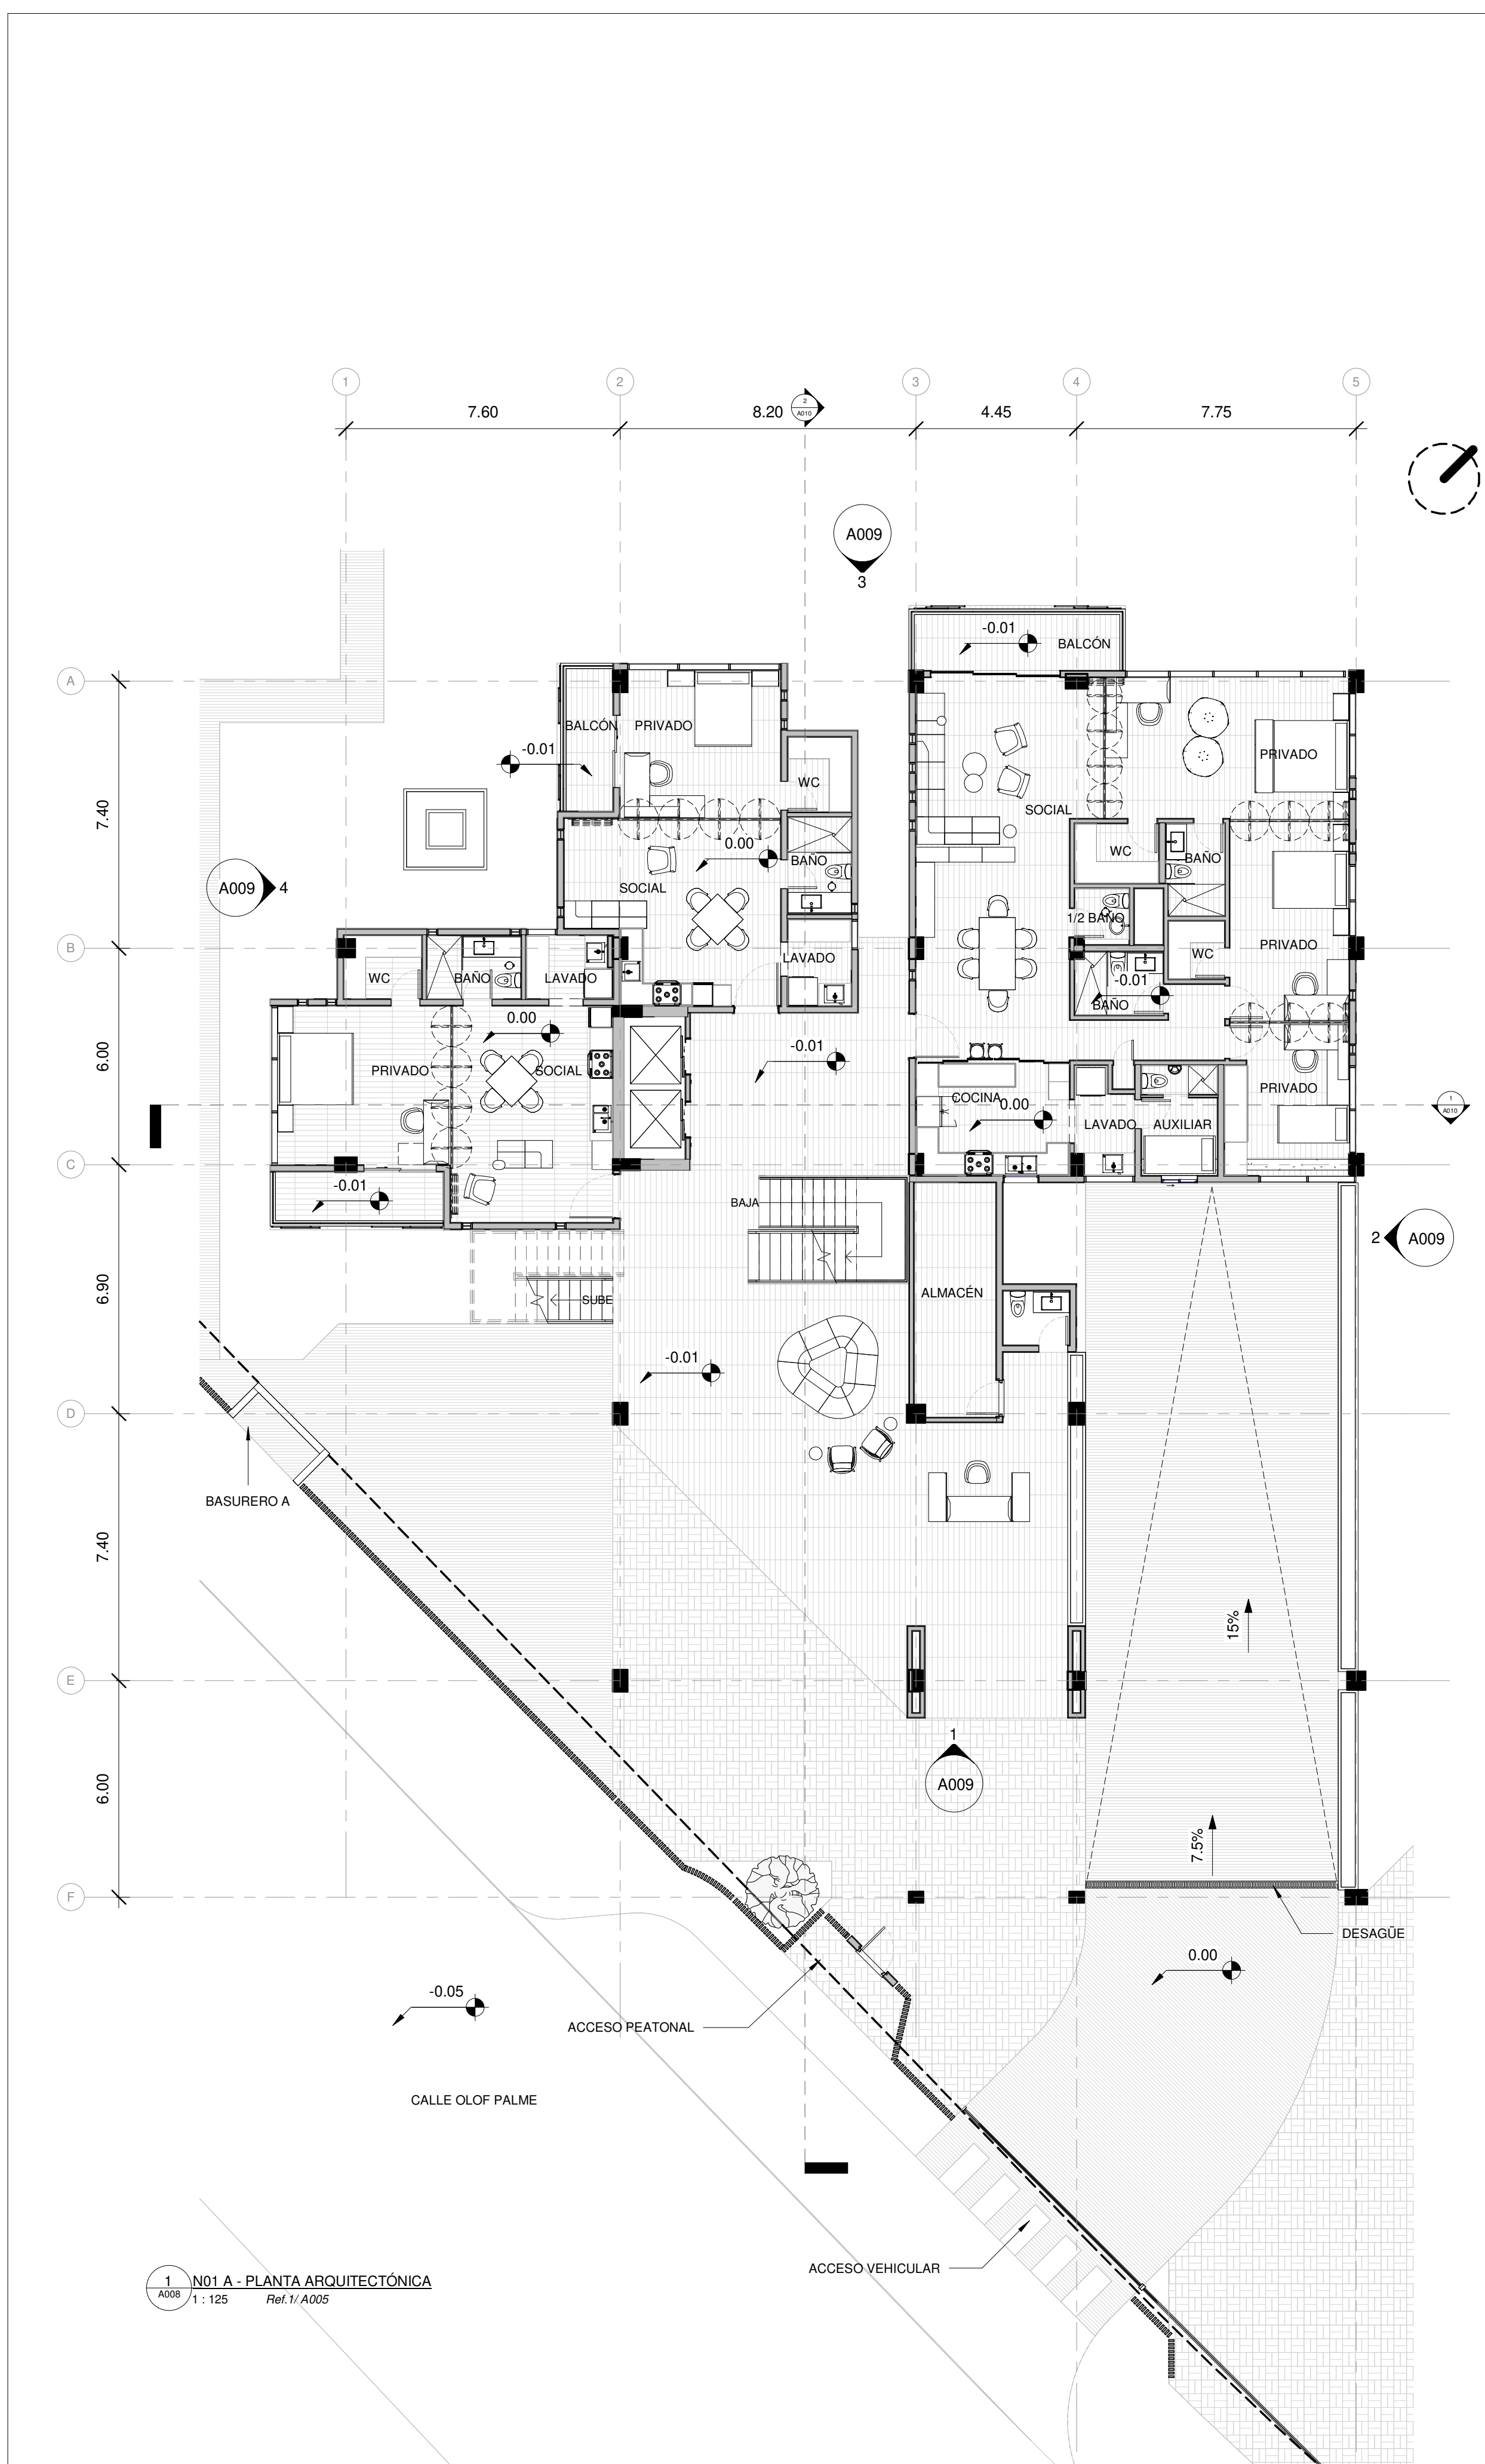 1
2
3
4
5
7.60
8.20
2
A010
4.45
7.75
A009
3
-0.01
BALCÓN
A
BALCÓN
PRIVADO
-0.01
PRIVADO
WC
7.40
SOCIAL
0.00
WC
BAÑO
BAÑO
SOCIAL
A009
4
1/2 BAÑO
B
PRIVADO
LAVADO
WC
WC
BAÑO
LAVADO
-0.01
BAÑO
0.00
-0.01
6.00
PRIVADO
SOCIAL
PRIVADO
COCINA
0.00
1
A010
LAVADO
AUXILIAR
C
-0.01
BAJA
2
A009
6.90
ALMACÉN
SUBE
-0.01
D
BASURERO A
7.40
15%
E
1
A009
6.00
7.5%
F
DESAGÜE
0.00
-0.05
ACCESO PEATONAL
CALLE OLOF PALME
ACCESO VEHICULAR
1
A008
N01 A - PLANTA ARQUITECTÓNICA
1 : 125
Ref.1/ A005